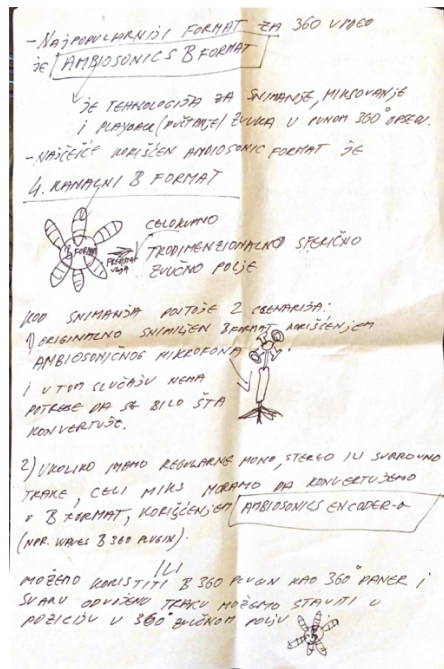 - NAJPOPULARNIJI FORMAT ZA 360 VIDEO
JE AMBIOSONICS B FORMAT
JE TEHNOLOGIJA ZA SNIMANJE, MIKSOVANJE
I PLAYBACK (PUŠTANJE) ZVUKA U PUNOM 360° OPSEGU.
- NAJČEŠĆE KORIŠĆEN AMBIOSONIC FORMAT JE
4. KANALNI B FORMAT
B FORMAT
PREDSTAVLJA
CELOKUPNO
TRODIMENZIONALNO SFERIČNO
ZVUČNO POLJE
KOD SNIMANJA POSTOJE 2 SCENARIJA:
1) ORIGINALNO SNIMLJEN B FORMAT KORIŠĆENJEM
AMBIOSONIČNOG MIKROFONA
I U TOM SLUČAJU NEMA
POTREBE DA SE BILO ŠTA
KONVERTUJE.
2) UKOLIKO IMAMO REGULARNE MONO, STEREO ILI SURROUND
TRAKE, CELI MIKS MORAMO DA KONVERTUJEMO
U B FORMAT, KORIŠĆENJEM AMBIOSONICS ENCODER-a
(NPR. WAVES B 360 PLUGIN).
ILI
MOŽEMO KORISTITI B 360 PLUGIN KAO 360° PANER I
SVAKU ODVOJENU TRAKU MOŽEMO STAVITI U
POZICIJU U 360° ZVUČNOM POLJU